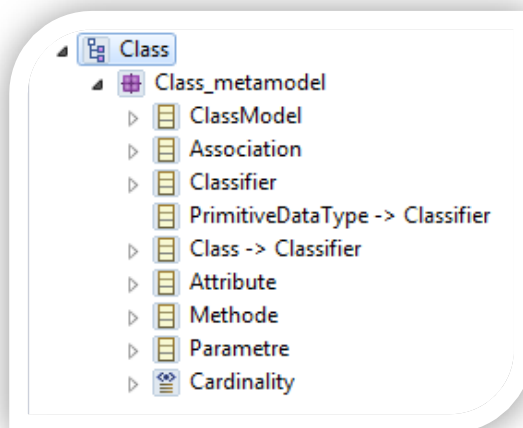 Class
Class_metamodel
ClassModel
Association
Classifier
PrimitiveDataType -> Classifier
Class -> Classifier
Attribute
Methode
Parametre
Cardinality